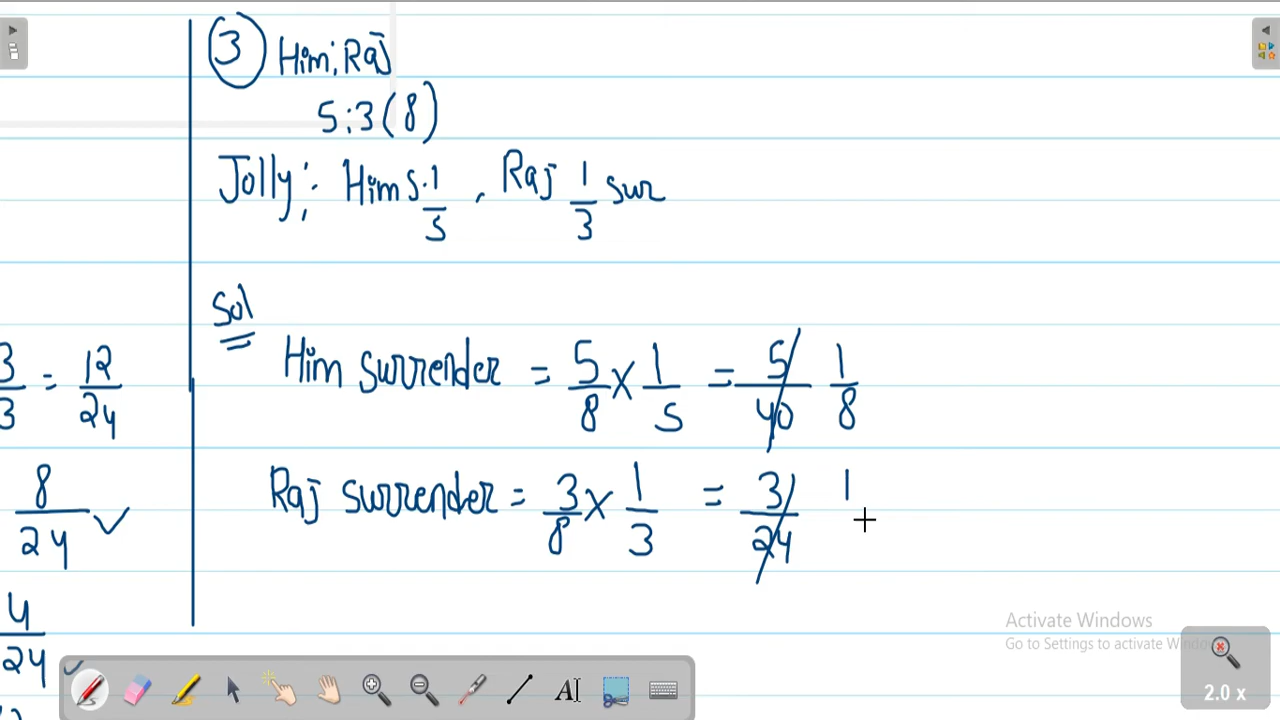 3 Him:Raj
5:3(8)
Jolly:- Him S. 1/5, Raj 1/3 sur
Sol
Him surrender = 5/8 x 1/5 = 5/40 1/8
Raj surrender = 3/8 x 1/3 = 3/24 1
3/3 = 12/24
8/24 ✓
4/24 ✓
AI
Activate Windows
Go to Settings to activate Windows.
2.0 x